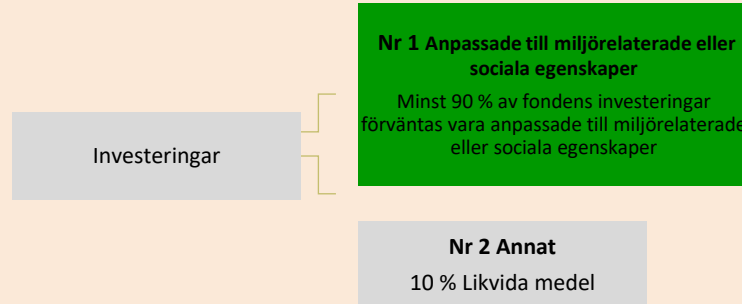 Nr 1 Anpassade till miljörelaterade eller
sociala egenskaper
Minst 90 % av fondens investeringar
förväntas vara anpassade till miljörelaterade
eller sociala egenskaper
Investeringar
Nr 2 Annat
10 % Likvida medel